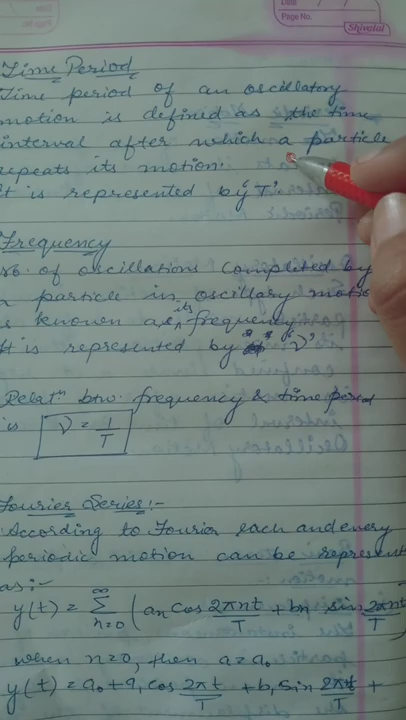 Date / /
Page No.
Shivalal
Time Period
Time period of an oscillatory
motion is defined as the time
interval after which a particle
repeats its motion.
It is represented by 'T'.
Frequency
No. of oscillations completed by
a particle in oscillary motio
is known as its frequency
It is represented by "ν"
Relatⁿ btw. frequency & time period
is ν = 1/T
Fourier Series:-
According to Fourier each and every
periodic motion can be represent
as:-
y(t) = ∞ Σ n=0 (an cos 2πnt/T + bn sin 2πnt/T
when n=0, then a=a₀
y(t) = a₀ + a₁ cos 2πt/T + b₁ sin 2πt/T +